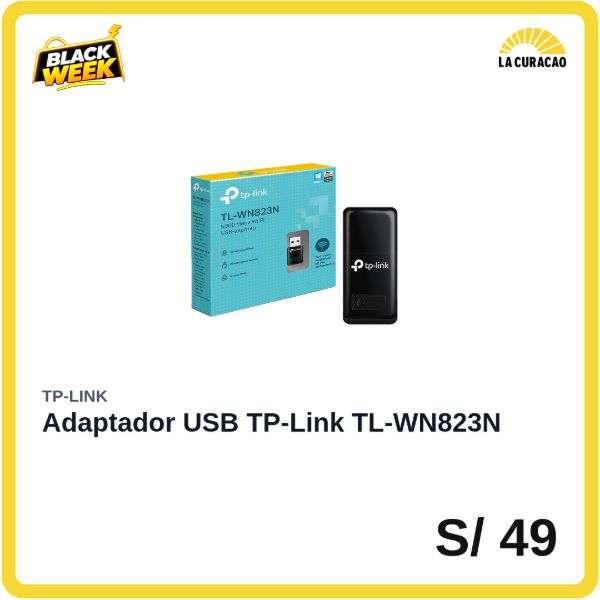 BLACK
WEEK
LA CURACAO
tp-link
TL-WN823N
tp-link
TP-LINK
Adaptador USB TP-Link TL-WN823N
S/ 49